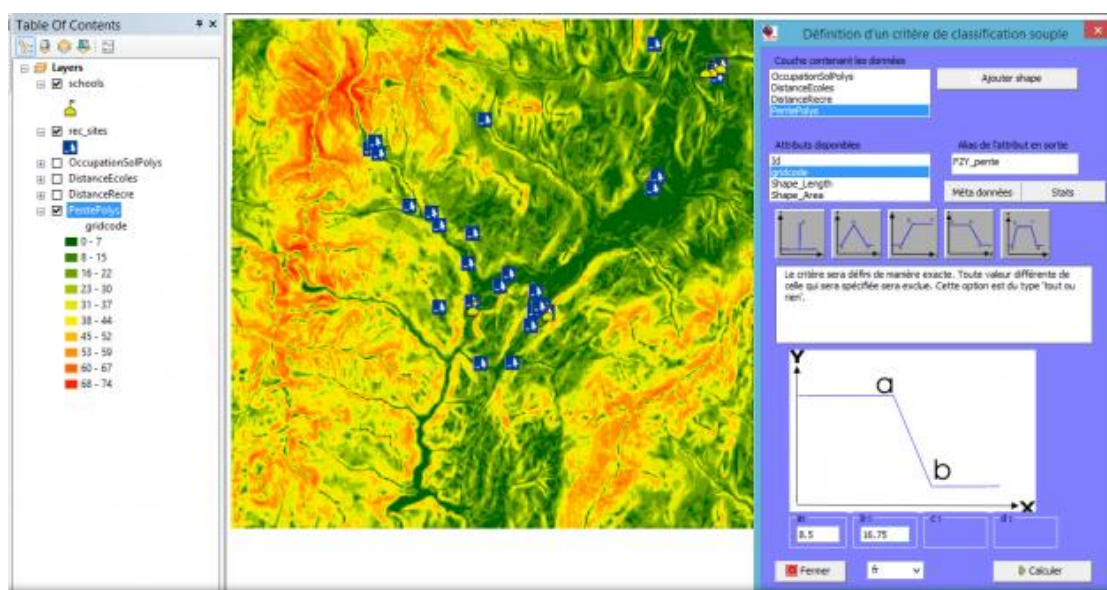 Table Of Contents
Layers
schools
rec_sites
OccupationSolPolys
DistanceEcoles
DistanceRecre
PentePolys
gridcode
0 - 7
8 - 15
16 - 22
23 - 30
31 - 37
38 - 44
45 - 52
53 - 59
60 - 67
68 - 74
Définition d'un critère de classification souple
Couche contenant les données
OccupationSolPolys
DistanceEcoles
DistanceRecre
PentePolys
Ajouter shape
Attributs disponibles
Id
gridcode
Shape_Length
Shape_Area
Alias de l'attribut en sortie
FZY_pente
Méta données
Stats
Le critère sera défini de manière exacte. Toute valeur différente de
celle qui sera spécifiée sera exclue. Cette option est du type 'tout ou
rien'.
Y
a
b
X
a:
b :
c :
d :
8.5
16.75
Fermer
fr
Calculer